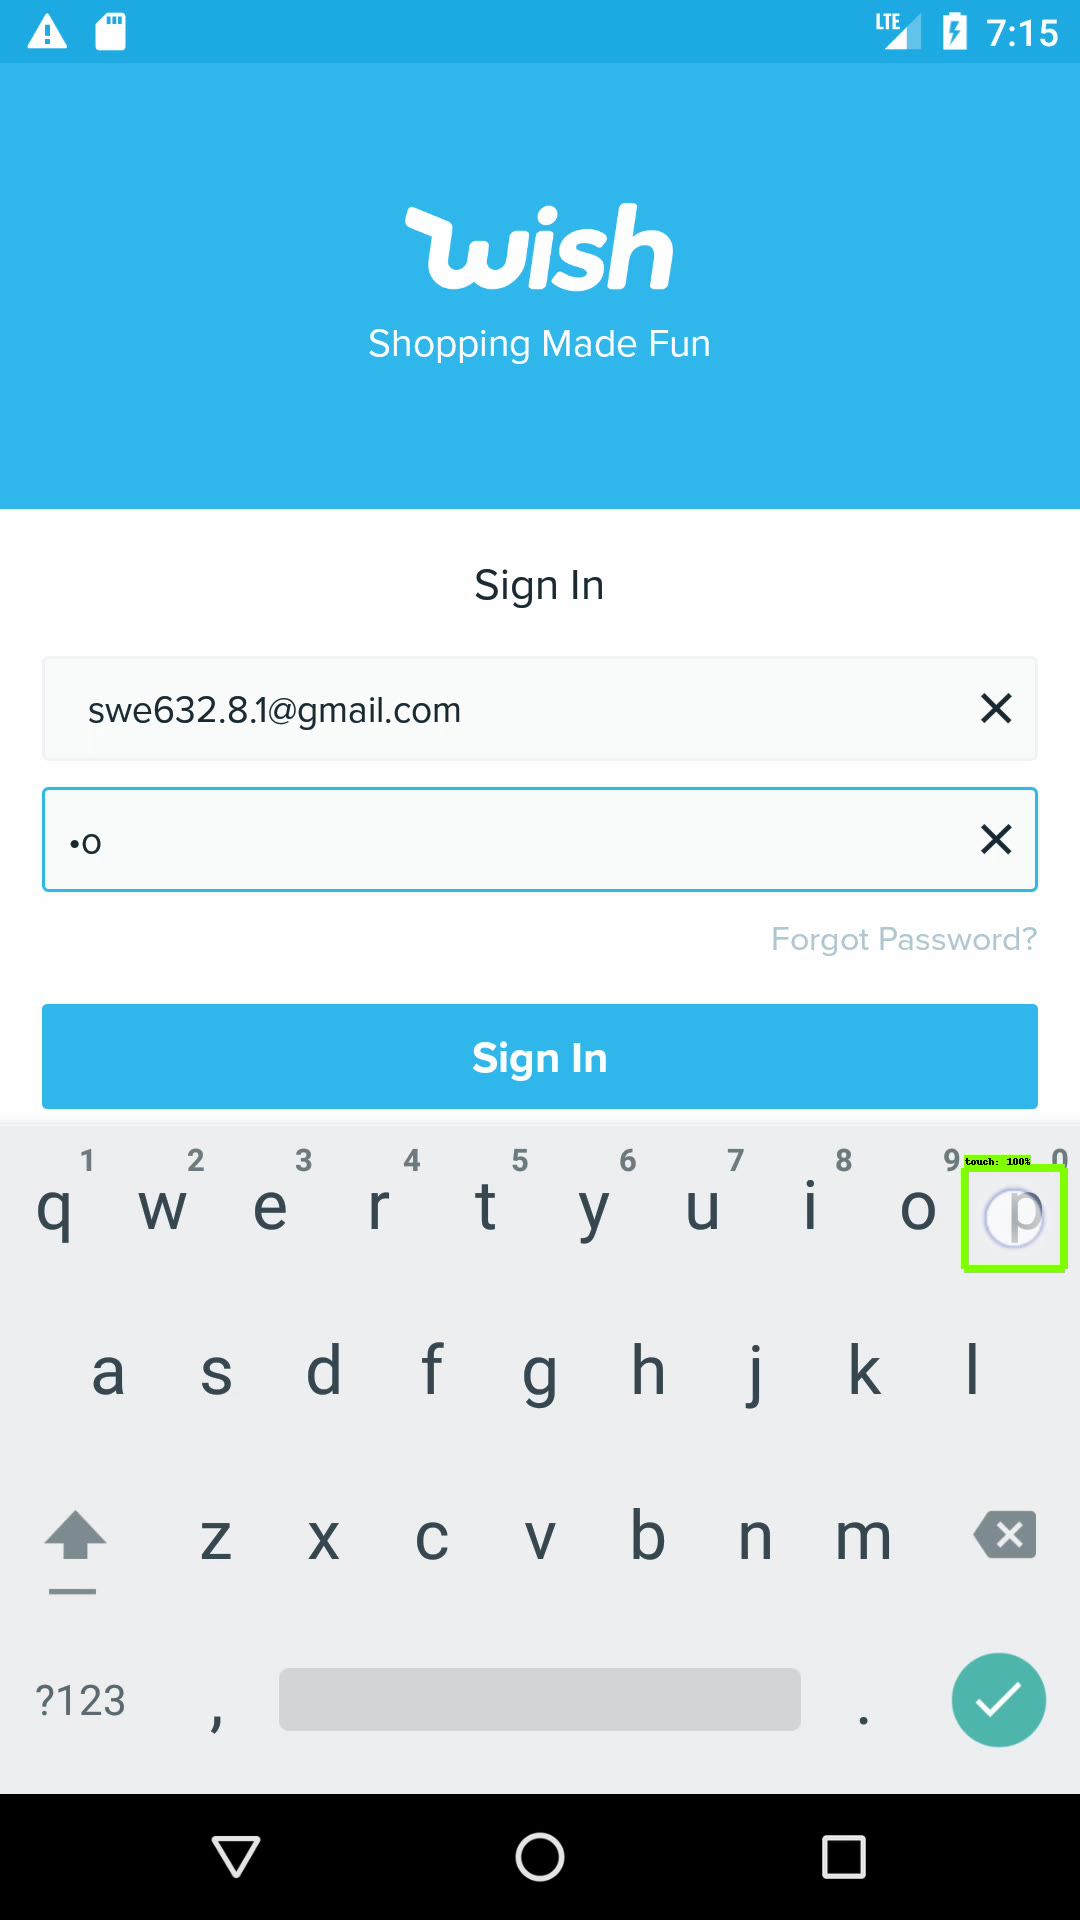 LTE 7:15
wish
Shopping Made Fun
Sign In
swe632.8.1@gmail.com
•o
Forgot Password?
Sign In
1 2 3 4 5 6 7 8 9 0
touch: 100%
q w e r t y u i o p
a s d f g h j k l
z x c v b n m
?123 , .